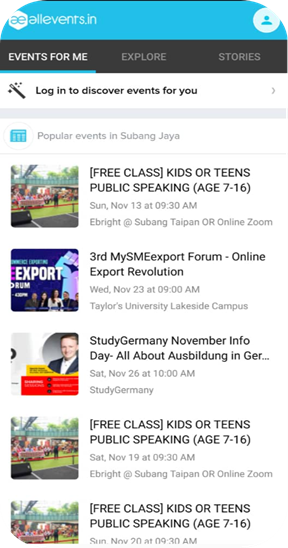 allevents.in
EVENTS FOR ME
EXPLORE
STORIES
Log in to discover events for you
Popular events in Subang Jaya
[FREE CLASS] KIDS OR TEENS
PUBLIC SPEAKING (AGE 7-16)
Sun, Nov 13 at 09:30 AM
Ebright @ Subang Taipan OR Online Zoom
EXPORT
3rd MySMEexport Forum - Online
Export Revolution
Wed, Nov 23 at 09:00 AM
Taylor's University Lakeside Campus
StudyGermany November Info
Day- All About Ausbildung in Ger...
Sat, Nov 26 at 10:00 AM
StudyGermany
[FREE CLASS] KIDS OR TEENS
PUBLIC SPEAKING (AGE 7-16)
Sat, Nov 19 at 09:30 AM
Ebright @ Subang Taipan OR Online Zoom
[FREE CLASS] KIDS OR TEENS
PUBLIC SPEAKING (AGE 7-16)
Sun, Nov 20 at 09:30 AM